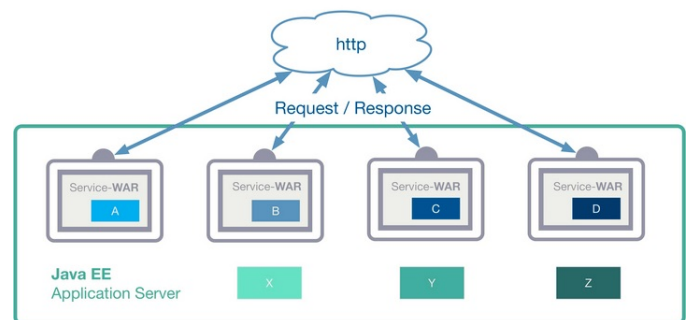 http
Request / Response
Service-WAR
A
Service-WAR
B
Service-WAR
C
Service-WAR
D
Java EE
Application Server
X
Y
Z